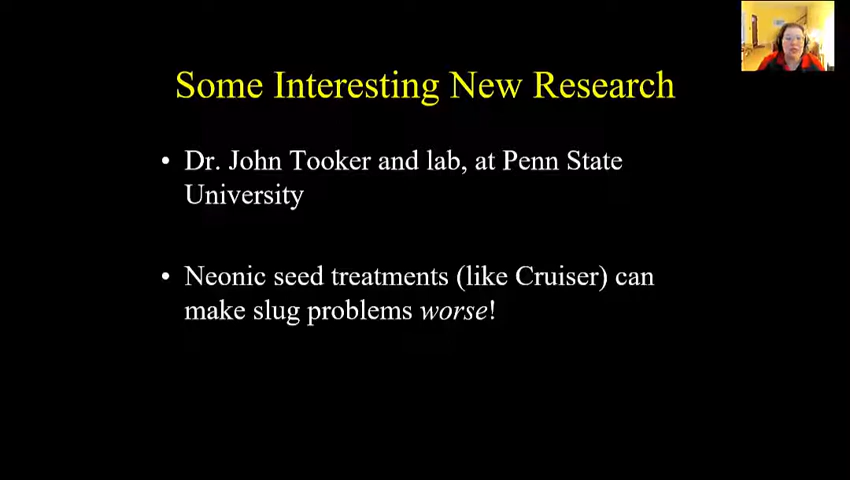 Some Interesting New Research
• Dr. John Tooker and lab, at Penn State
University
• Neonic seed treatments (like Cruiser) can
make slug problems worse!